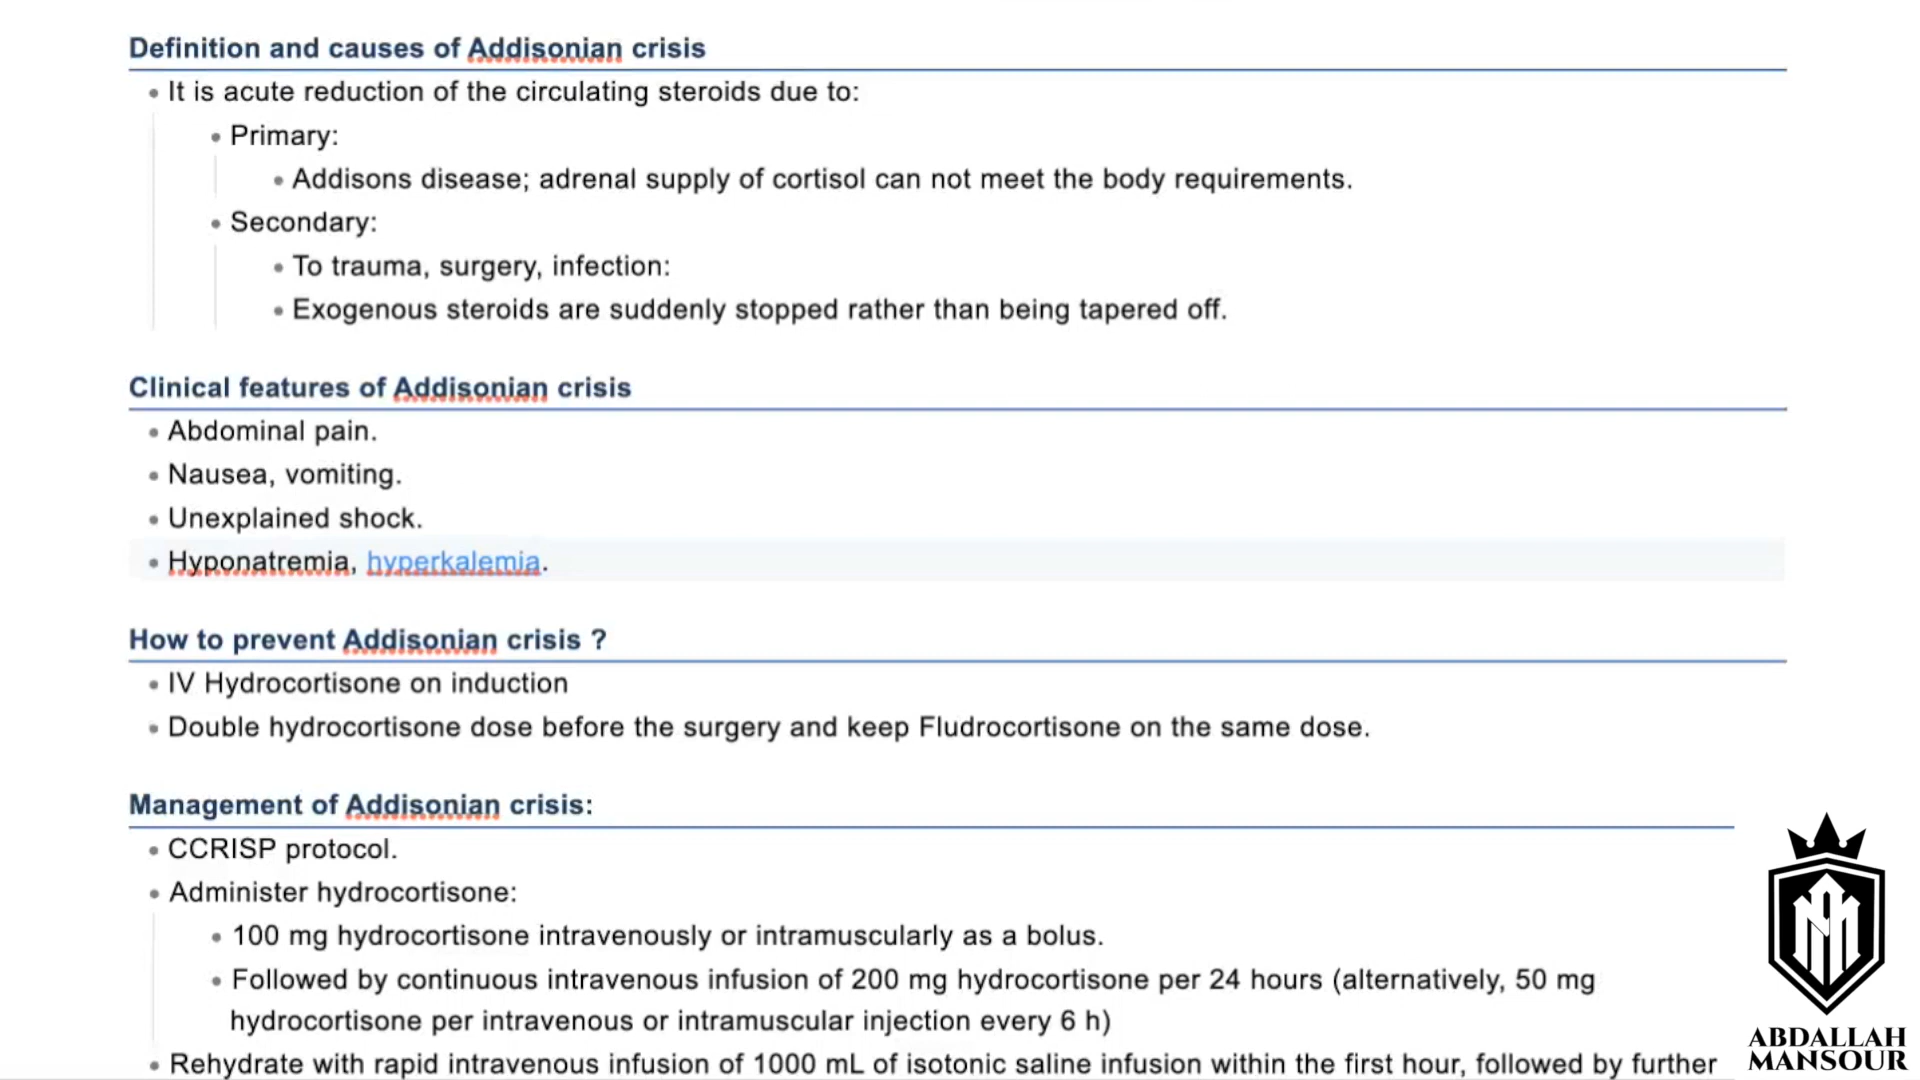 Definition and causes of Addisonian crisis
It is acute reduction of the circulating steroids due to:
Primary:
Addisons disease; adrenal supply of cortisol can not meet the body requirements.
Secondary:
To trauma, surgery, infection:
Exogenous steroids are suddenly stopped rather than being tapered off.
Clinical features of Addisonian crisis
Abdominal pain.
Nausea, vomiting.
Unexplained shock.
Hyponatremia, hyperkalemia.
How to prevent Addisonian crisis ?
IV Hydrocortisone on induction
Double hydrocortisone dose before the surgery and keep Fludrocortisone on the same dose.
Management of Addisonian crisis:
CCRISP protocol.
Administer hydrocortisone:
100 mg hydrocortisone intravenously or intramuscularly as a bolus.
Followed by continuous intravenous infusion of 200 mg hydrocortisone per 24 hours (alternatively, 50 mg
hydrocortisone per intravenous or intramuscular injection every 6 h)
Rehydrate with rapid intravenous infusion of 1000 mL of isotonic saline infusion within the first hour, followed by further
ABDALLAH
MANSOUR